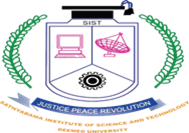 SIST
JUSTICE PEACE REVOLUTION
SATHYABAMA INSTITUTE OF SCIENCE AND TECHNOLOGY
DEEMED UNIVERSITY